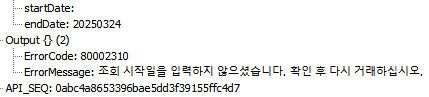 startDate:
endDate: 20250324
Output {} (2)
ErrorCode: 80002310
ErrorMessage: 조회 시작일을 입력하지 않으셨습니다. 확인 후 다시 거래하십시오.
API_SEQ: 0abc4a8653396bae5dd3f39155ffc4d7